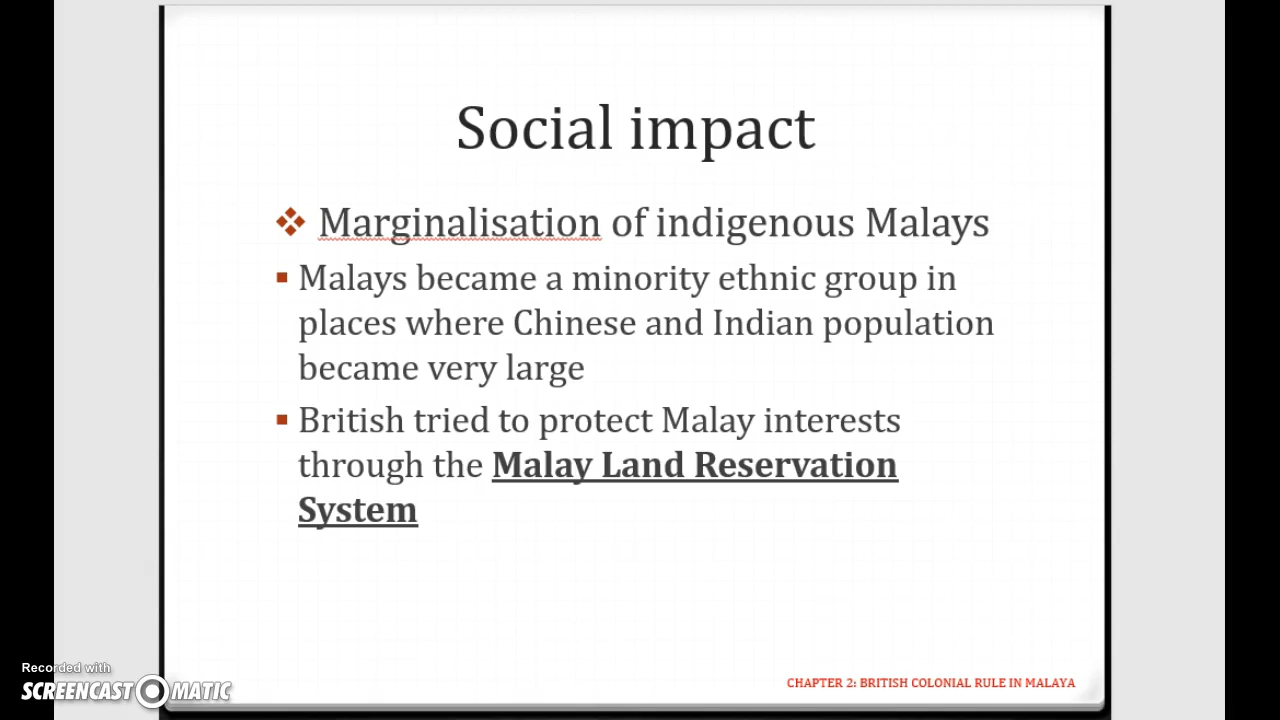 Social impact
Marginalisation of indigenous Malays
Malays became a minority ethnic group in
places where Chinese and Indian population
became very large
British tried to protect Malay interests
through the Malay Land Reservation
System
CHAPTER 2: BRITISH COLONIAL RULE IN MALAYA
Recorded with
SCREENCAST MATIC